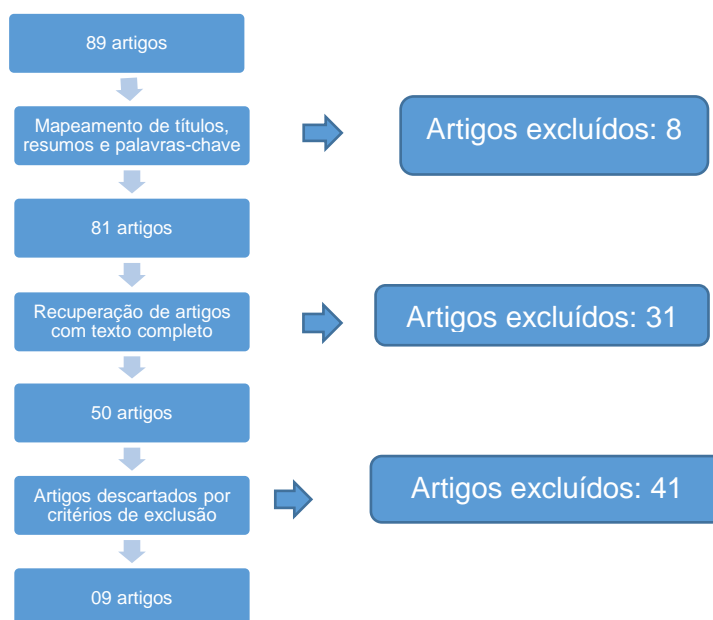 89 artigos
Mapeamento de títulos,
resumos e palavras-chave
Artigos excluídos: 8
81 artigos
Recuperação de artigos
com texto completo
Artigos excluídos: 31
50 artigos
Artigos descartados por
critérios de exclusão
Artigos excluídos: 41
09 artigos